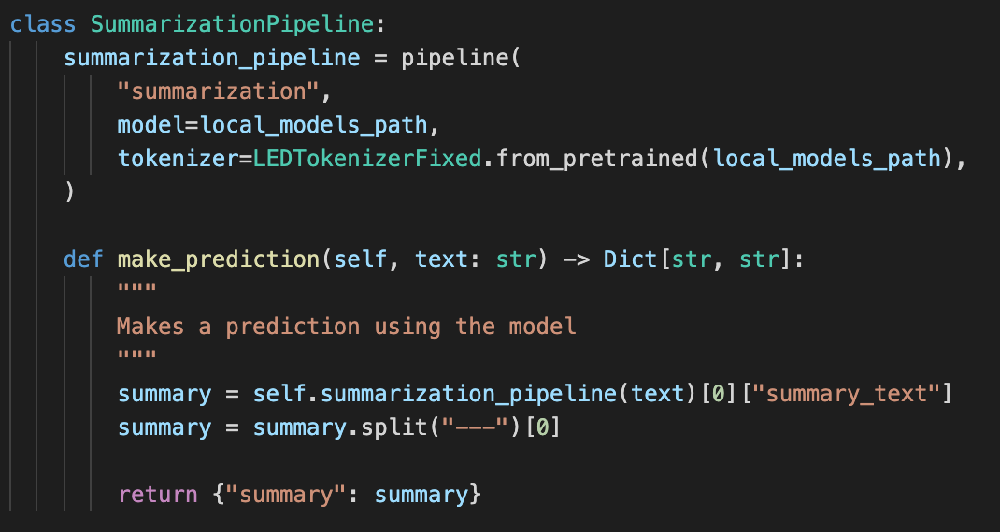 class SummarizationPipeline:
    summarization_pipeline = pipeline(
        "summarization",
        model=local_models_path,
        tokenizer=LEDTokenizerFixed.from_pretrained(local_models_path),
    )

    def make_prediction(self, text: str) -> Dict[str, str]:
        """
        Makes a prediction using the model
        """
        summary = self.summarization_pipeline(text)[0]["summary_text"]
        summary = summary.split("---")[0]

        return {"summary": summary}